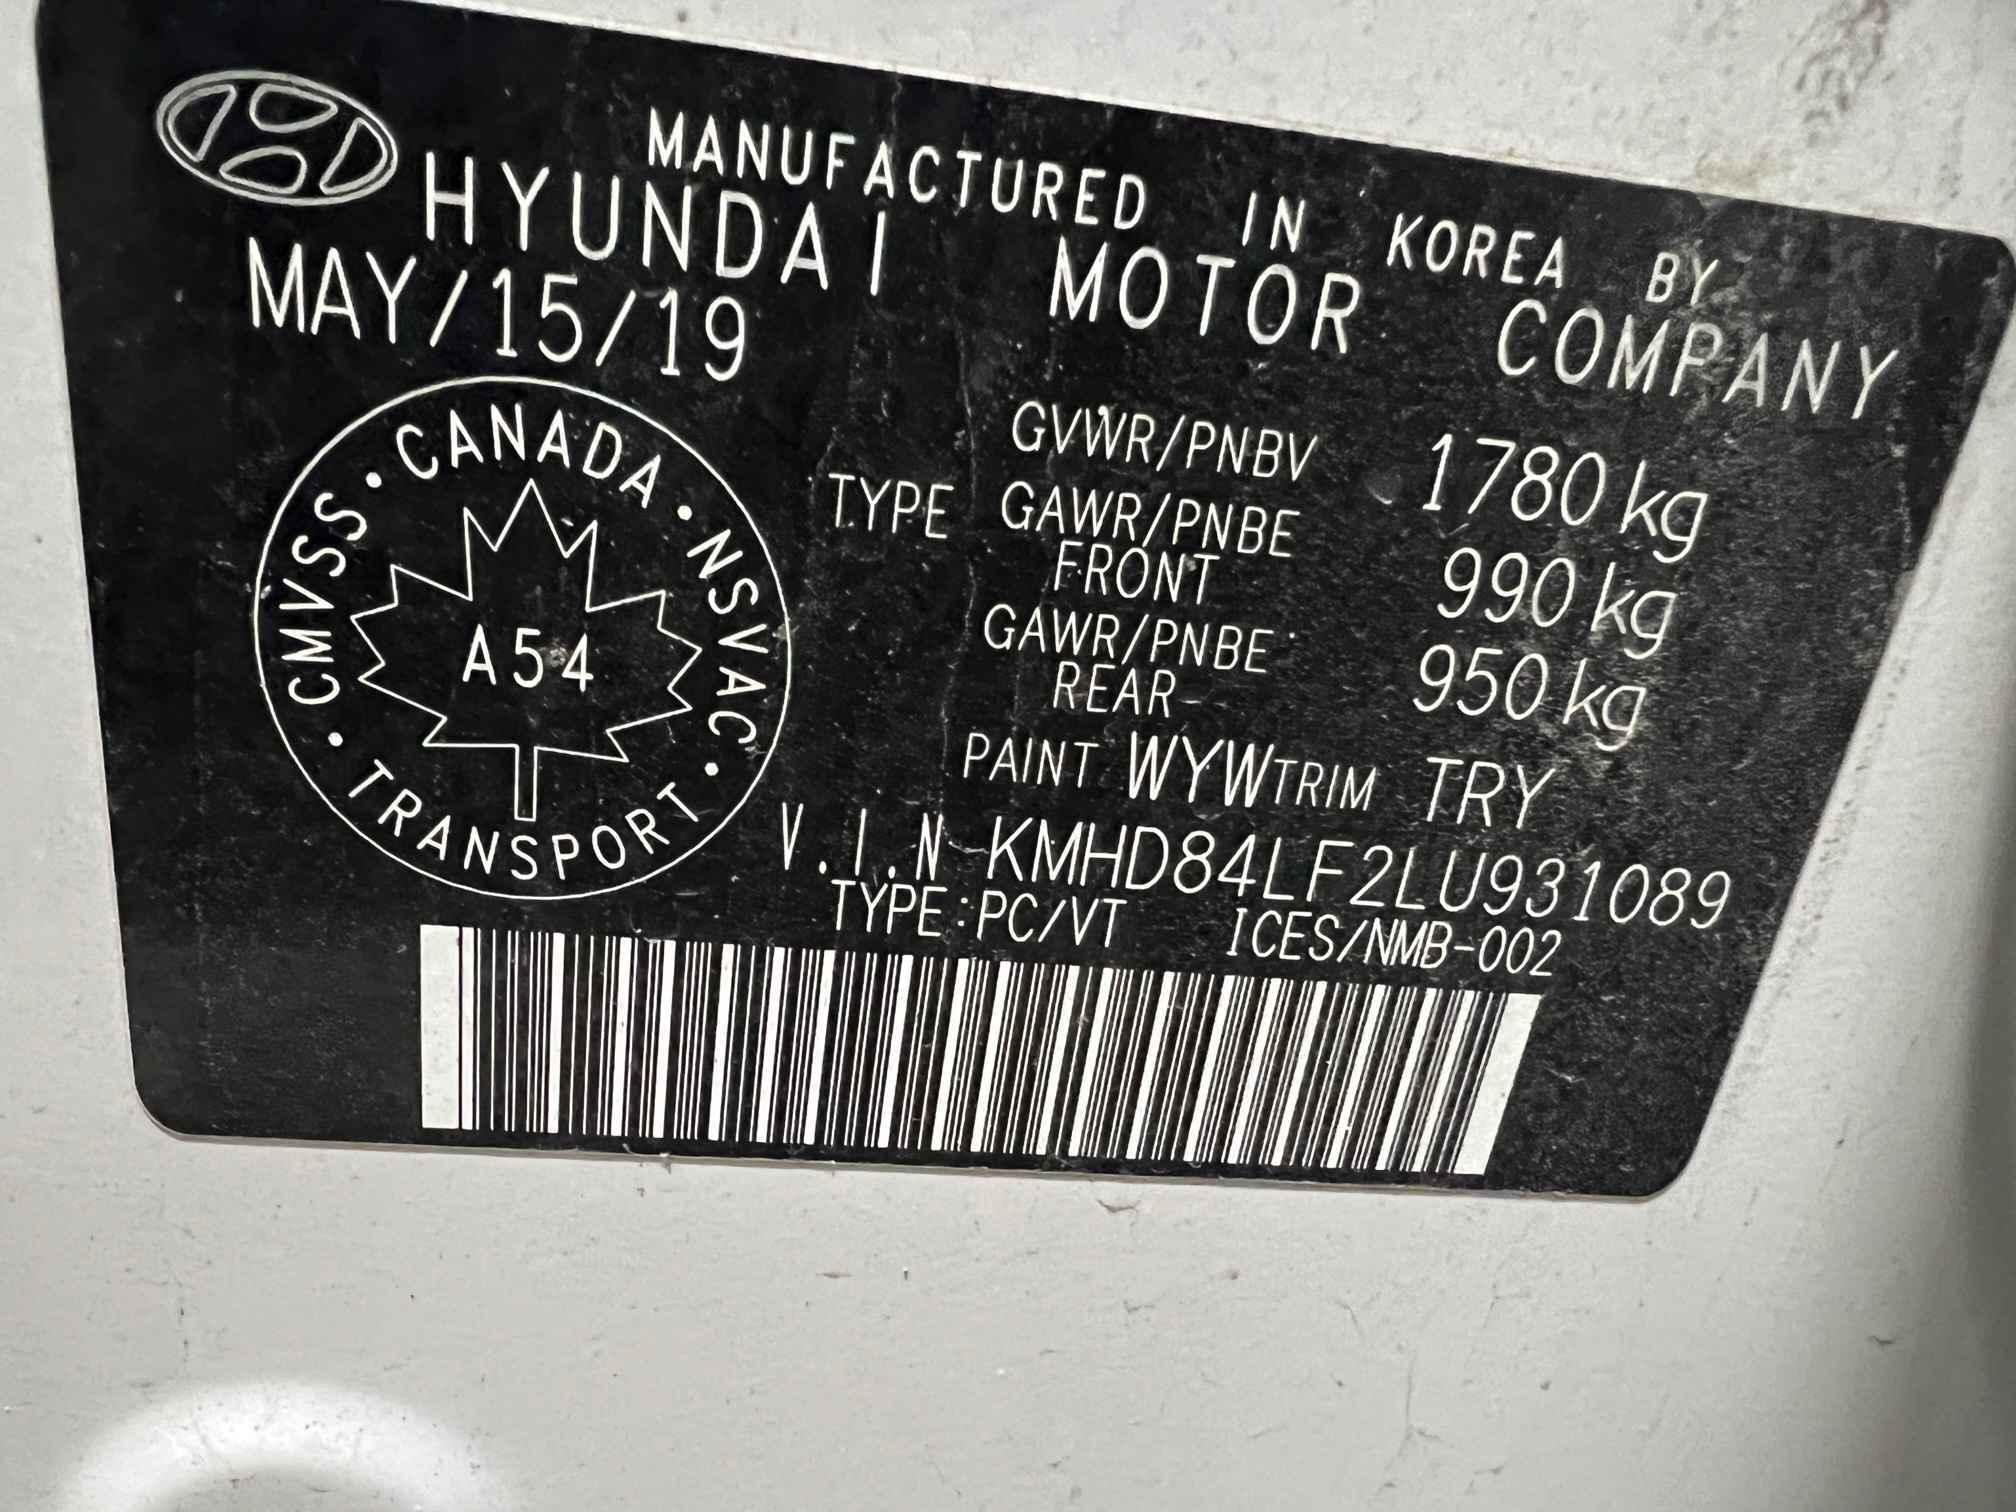 MANUFACTURED IN KOREA BY
HYUNDAI MOTOR COMPANY
MAY/15/19
CMVSS · CANADA · NSVAC · TRANSPORT ·
A54
GVWR/PNBV 1780 kg
TYPE GAWR/PNBE FRONT 990 kg
GAWR/PNBE REAR 950 kg
PAINT WYW TRIM TRY
V.I.N KMHD84LF2LU931089
TYPE:PC/VT ICES/NMB-002